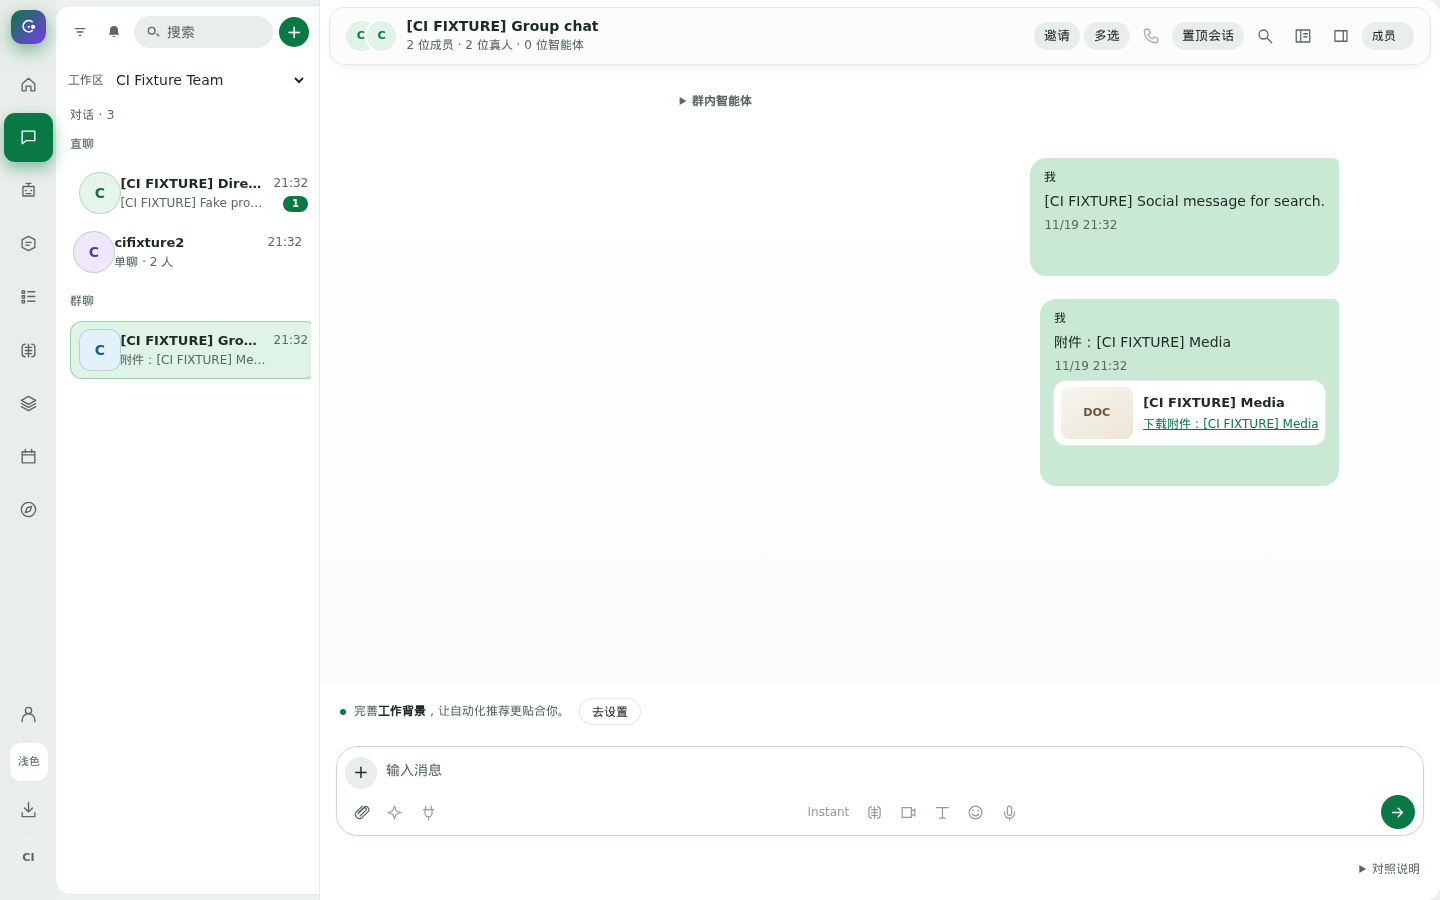 搜索
工作区 CI Fixture Team
对话 · 3
直聊
C [CI FIXTURE] Dire… 21:32
[CI FIXTURE] Fake pro… 1
C cifixture2 21:32
单聊 · 2 人
群聊
C [CI FIXTURE] Gro… 21:32
附件：[CI FIXTURE] Me…
浅色
CI
C C [CI FIXTURE] Group chat
2 位成员 · 2 位真人 · 0 位智能体
邀请 多选 置顶会话 成员
▶ 群内智能体
我
[CI FIXTURE] Social message for search.
11/19 21:32
我
附件：[CI FIXTURE] Media
11/19 21:32
DOC [CI FIXTURE] Media
下载附件：[CI FIXTURE] Media
完善工作背景，让自动化推荐更贴合你。 去设置
输入消息
Instant
▶ 对照说明